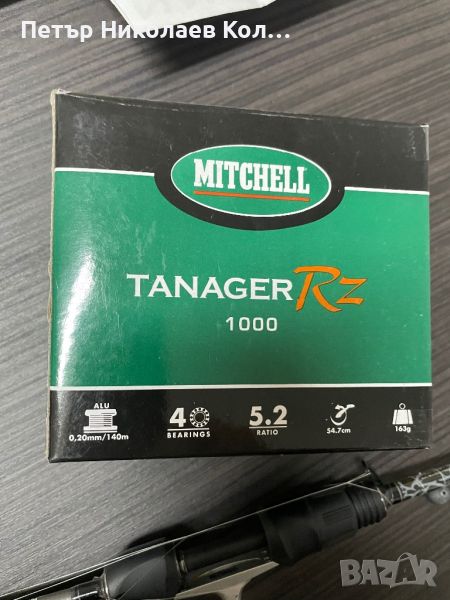 Петър Николаев Кол...
MITCHELL
TANAGER Rz
1000
ALU
0,20mm/140m
4 BEARINGS
5.2 RATIO
54.7cm
163g
BAZAR